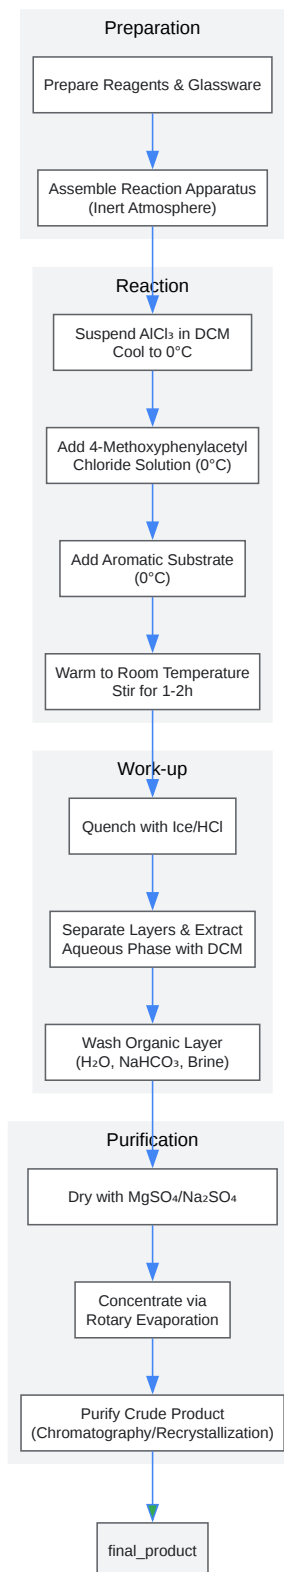 Preparation
Prepare Reagents & Glassware
Assemble Reaction Apparatus
(Inert Atmosphere)
Reaction
Suspend AlCl₃ in DCM
Cool to 0°C
Add 4-Methoxyphenylacetyl
Chloride Solution (0°C)
Add Aromatic Substrate
(0°C)
Warm to Room Temperature
Stir for 1-2h
Work-up
Quench with Ice/HCl
Separate Layers & Extract
Aqueous Phase with DCM
Wash Organic Layer
(H₂O, NaHCO₃, Brine)
Purification
Dry with MgSO₄/Na₂SO₄
Concentrate via
Rotary Evaporation
Purify Crude Product
(Chromatography/Recrystallization)
final_product